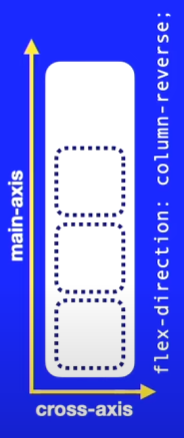 main-axis
flex-direction: column-reverse;
cross-axis